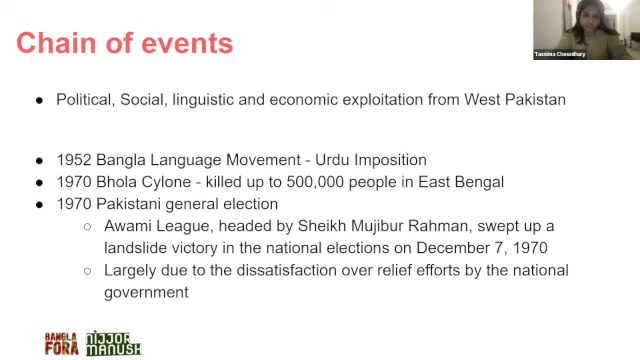 Chain of events
Tassima Chowdhury
● Political, Social, linguistic and economic exploitation from West Pakistan
● 1952 Bangla Language Movement - Urdu Imposition
● 1970 Bhola Cylone - killed up to 500,000 people in East Bengal
● 1970 Pakistani general election
○ Awami League, headed by Sheikh Mujibur Rahman, swept up a
landslide victory in the national elections on December 7, 1970
○ Largely due to the dissatisfaction over relief efforts by the national
government
BANGLA
FORA
NIJJOR
MANUSH